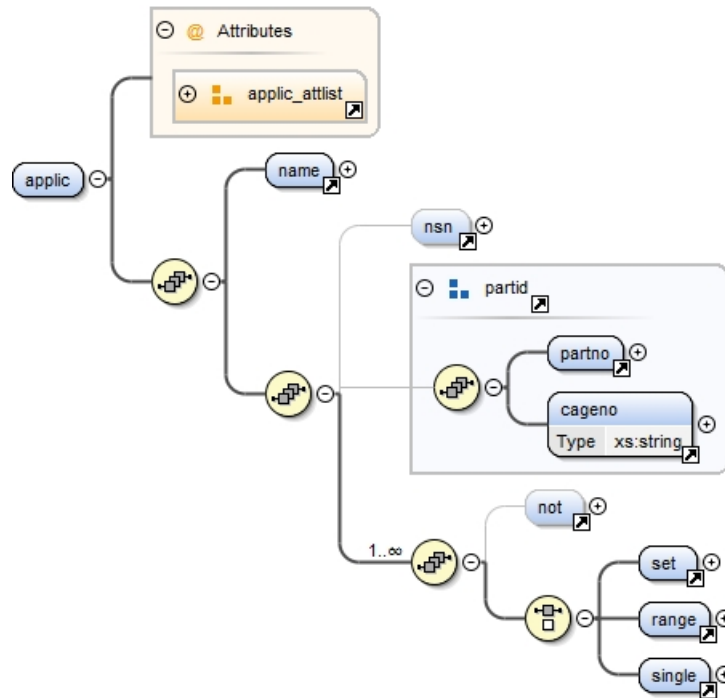 @ Attributes
applic_attlist
applic
name
nsn
partid
partno
cageno
Type xs:string
not
1..∞
set
range
single